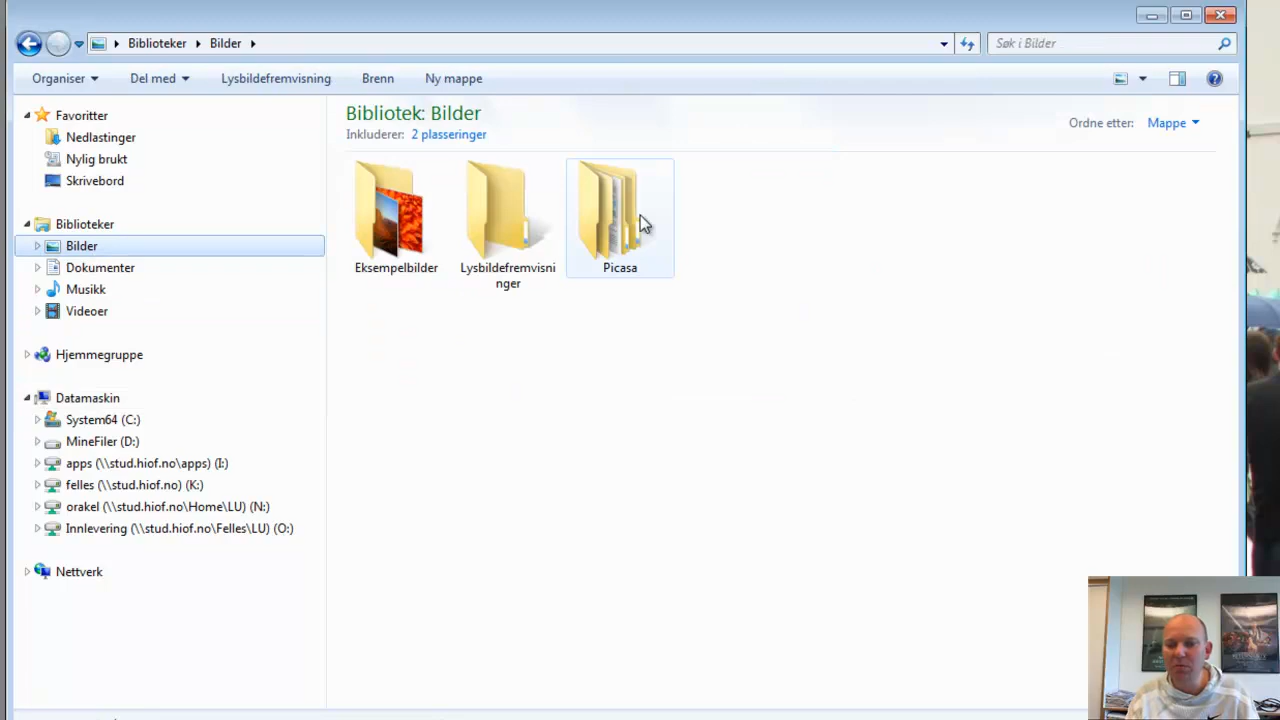 Biblioteker
Bilder
Søk i Bilder
Organiser
Del med
Lysbildefremvisning
Brenn
Ny mappe
Favoritter
Nedlastinger
Nylig brukt
Skrivebord
Biblioteker
Bilder
Dokumenter
Musikk
Videoer
Hjemmegruppe
Datamaskin
System64 (C:)
MineFiler (D:)
apps (\\stud.hiof.no\apps) (I:)
felles (\\stud.hiof.no) (K:)
orakel (\\stud.hiof.no\Home\LU) (N:)
Innlevering (\\stud.hiof.no\Felles\LU) (O:)
Nettverk
Bibliotek: Bilder
Inkluderer: 2 plasseringer
Ordne etter: Mappe
Eksempelbilder
Lysbildefremvisni
nger
Picasa